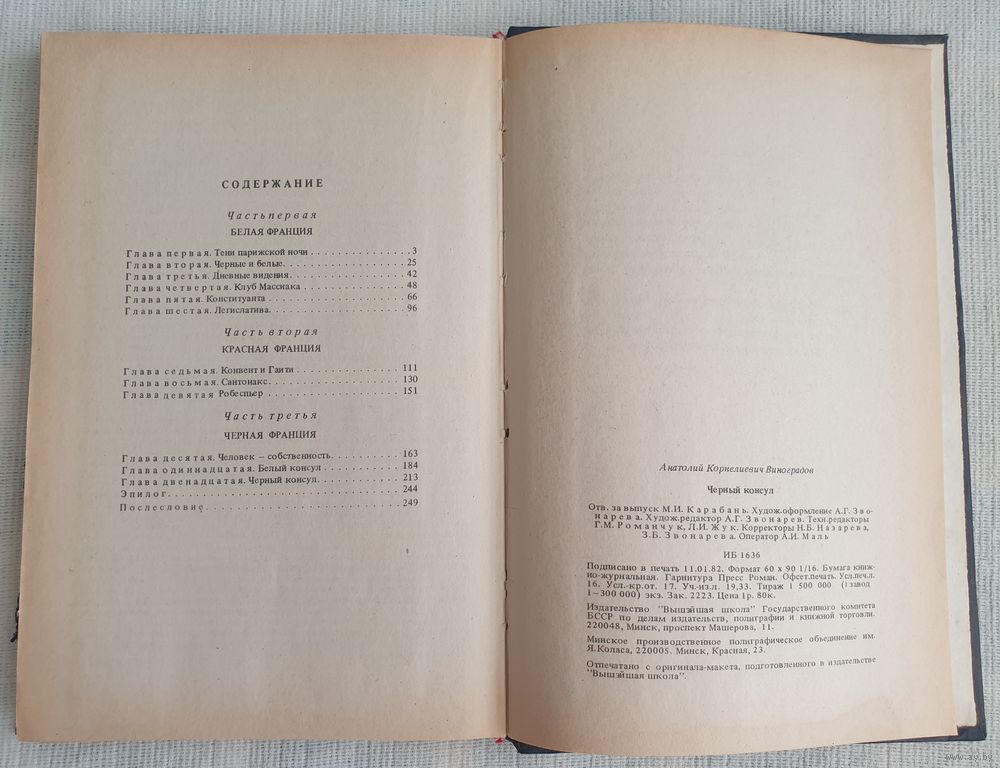 СОДЕРЖАНИЕ
Часть первая
БЕЛАЯ ФРАНЦИЯ
Глава первая. Тени парижской ночи . . . . . . . . . . . . . . . 3
Глава вторая. Черные и белые. . . . . . . . . . . . . . . . . . 25
Глава третья. Дневные видения. . . . . . . . . . . . . . . . . 42
Глава четвертая. Клуб Массиака . . . . . . . . . . . . . . . 48
Глава пятая. Конституанта . . . . . . . . . . . . . . . . . . . 66
Глава шестая. Легислатива. . . . . . . . . . . . . . . . . . . 96
Часть вторая
КРАСНАЯ ФРАНЦИЯ
Глава седьмая. Конвент и Гаити . . . . . . . . . . . . . . . 111
Глава восьмая. Сантонакс. . . . . . . . . . . . . . . . . . . 130
Глава девятая Робеспьер . . . . . . . . . . . . . . . . . . . 151
Часть третья
ЧЕРНАЯ ФРАНЦИЯ
Глава десятая. Человек – собственность. . . . . . . . . . 163
Глава одиннадцатая. Белый консул . . . . . . . . . . . . 184
Глава двенадцатая. Черный консул. . . . . . . . . . . . . 213
Эпилог. . . . . . . . . . . . . . . . . . . . . . . . . . . . . . . 244
Послесловие . . . . . . . . . . . . . . . . . . . . . . . . . . . 249
Анатолий Корнелиевич Виноградов
Черный консул
Отв. за выпуск М.И. Карабань. Худож.оформление А.Г. Зво-
нарева. Худож.редактор А.Г. Звонарев. Техн.редакторы
Г.М. Романчук, Л.И. Жук. Корректоры Н.Б. Назарева,
З.Б. Звонарева. Оператор А.И. Маль
ИБ 1636
Подписано в печать 11.01.82. Формат 60 х 90 1/16. Бумага книж-
но-журнальная. Гарнитура Пресс Роман. Офсет.печать. Усл.печ.л.
16. Усл.-кр.от. 17. Уч.-изд.л. 19,33. Тираж 1 500 000 (1 завод
1–300 000) экз. Зак. 2223. Цена 1р. 80к.
Издательство "Вышэйшая школа" Государственного комитета
БССР по делам издательств, полиграфии и книжной торговли.
220048, Минск, проспект Машерова, 11.
Минское производственное полиграфическое объединение им.
Я.Коласа, 220005. Минск, Красная, 23.
Отпечатано с оригинала-макета, подготовленного в издательстве
"Вышэйшая школа".
www.ay.by